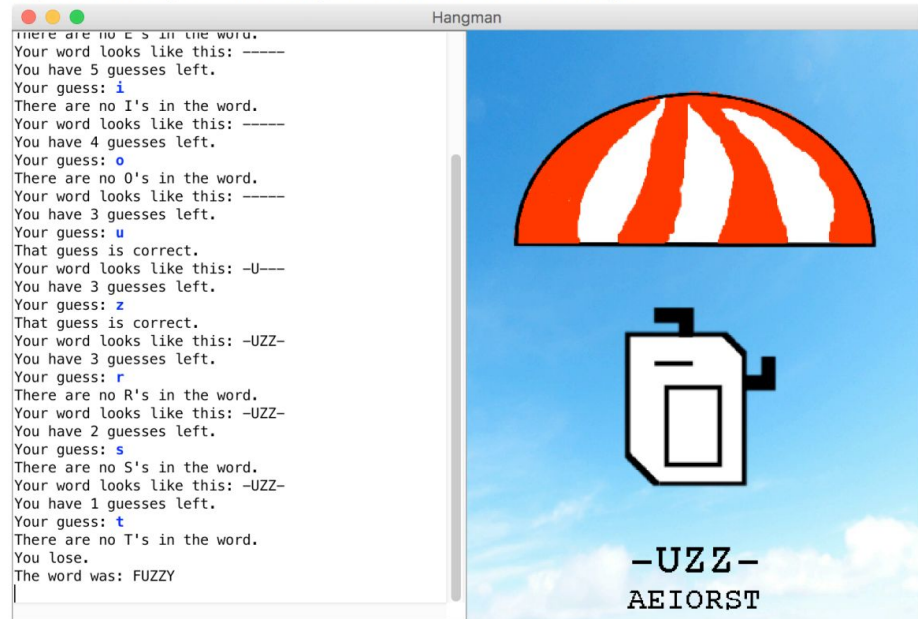 Hangman
There are no E's in the word.
Your word looks like this: -----
You have 5 guesses left.
Your guess: i
There are no I's in the word.
Your word looks like this: -----
You have 4 guesses left.
Your guess: o
There are no O's in the word.
Your word looks like this: -----
You have 3 guesses left.
Your guess: u
That guess is correct.
Your word looks like this: -U---
You have 3 guesses left.
Your guess: z
That guess is correct.
Your word looks like this: -UZZ-
You have 3 guesses left.
Your guess: r
There are no R's in the word.
Your word looks like this: -UZZ-
You have 2 guesses left.
Your guess: s
There are no S's in the word.
Your word looks like this: -UZZ-
You have 1 guesses left.
Your guess: t
There are no T's in the word.
You lose.
The word was: FUZZY
-UZZ-
AEIORST